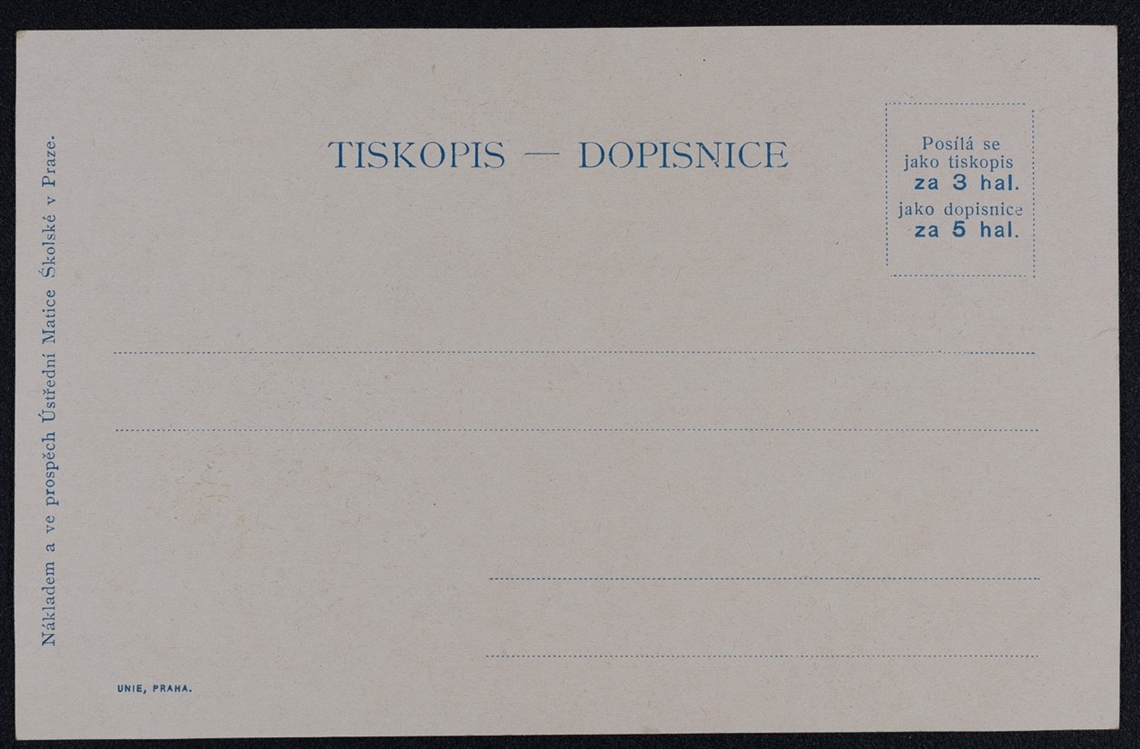 TISKOPIS — DOPISNICE
Posílá se
jako tiskopis
za 3 hal.
jako dopisnice
za 5 hal.
Nákladem a ve prospěch Ústřední Matice Školské v Praze.
UNIE, PRAHA.